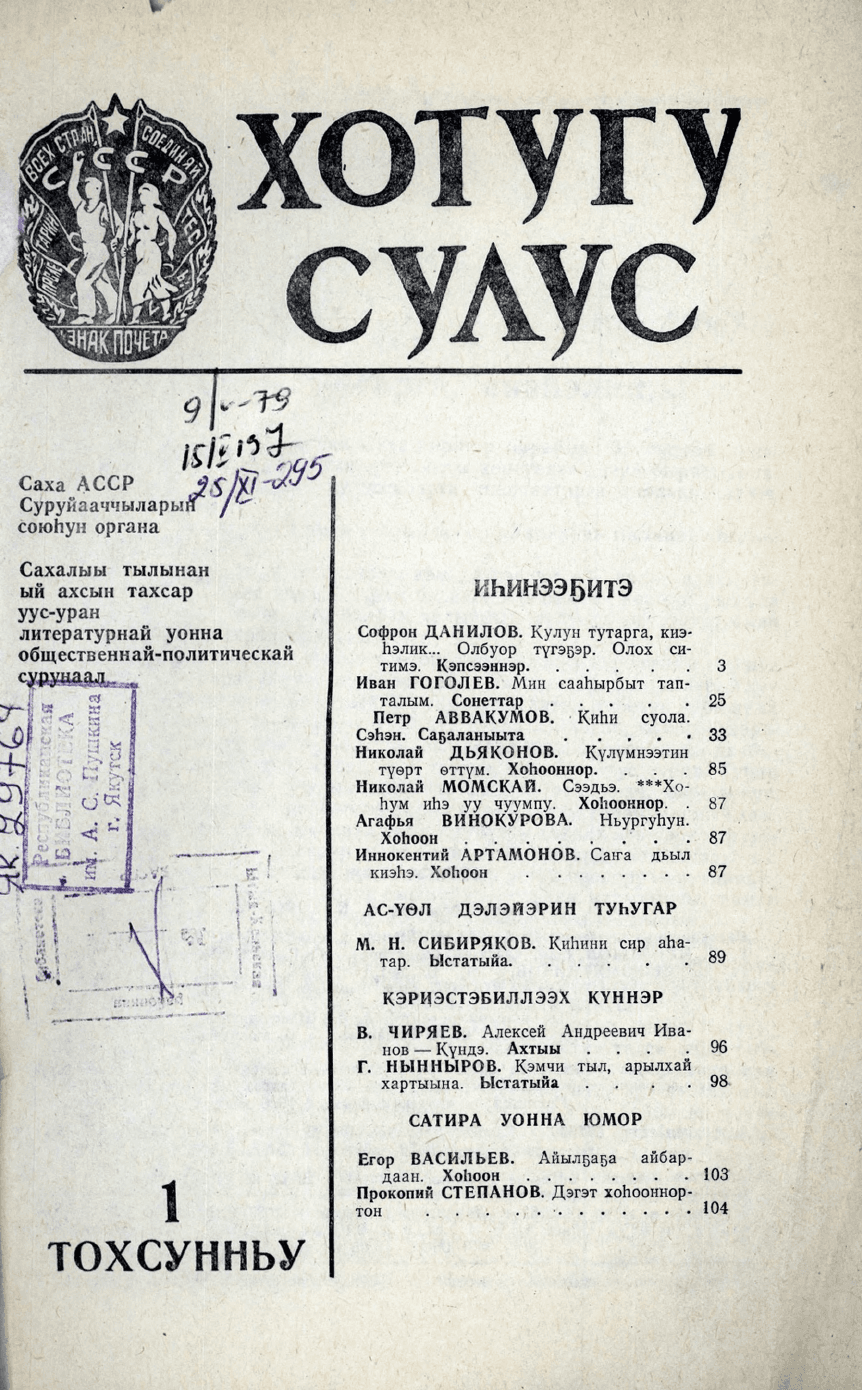 ВСЕХ СТРАН,
СОЕДИНЯЙ
ТЕС
СССР
ЗНАК ПОЧЕТА
ХОТУГУ
СУЛУС
15/V 197
25/XI-295
Саха АССР
Суруйааччыларын
союһун органа
Сахалыы тылынан
ый ахсын тахсар
уус-уран
литературнай уонна
общественнай-политическай
сурунаал
Республиканская
БИБЛИОТЕКА
им. А. С. Пушкина
г. Якутск
1
ТОХСУННЬУ
ИҺИНЭЭҔИТЭ
Софрон ДАНИЛОВ. Кулун тутарга, киэ-
һэлик... Олбуор түгэҕэр. Олох си-
тимэ. Кэпсээннэр. . . . . . 3
Иван ГОГОЛЕВ. Мин сааһырбыт тап-
талым. Сонеттар . . . . . 25
Петр АВВАКУМОВ. Киһи суола.
Сэһэн. Саҕаланыыта . . . . . 33
Николай ДЬЯКОНОВ. Күлүмнээтин
түөрт өттүм. Хоһооннор. . . . 85
Николай МОМСКАЙ. Сээдьэ. ***Хо-
һум иһэ уу чуумпу. Хоһооннор. . 87
Агафья ВИНОКУРОВА. Ньургуһун.
Хоһоон . . . . . . . . 87
Иннокентий АРТАМОНОВ. Саҥа дьыл
киэһэ. Хоһоон . . . . . . . 87
АС-ҮӨЛ ДЭЛЭЙЭРИН ТУҺУГАР
М. Н. СИБИРЯКОВ. Киһини сир аһа-
тар. Ыстатыйа. . . . . . 89
КЭРИЭСТЭБИЛЛЭЭХ КҮННЭР
В. ЧИРЯЕВ. Алексей Андреевич Ива-
нов — Күндэ. Ахтыы . . . . 96
Г. НЫННЫРОВ. Кэмчи тыл, арылхай
хартыына. Ыстатыйа . . . . 98
САТИРА УОННА ЮМОР
Егор ВАСИЛЬЕВ. Айылҕаҕа айбар-
даан. Хоһоон . . . . . . . . 103
Прокопий СТЕПАНОВ. Дэгэт хоһооннор-
тон . . . . . . . . . . . . 104